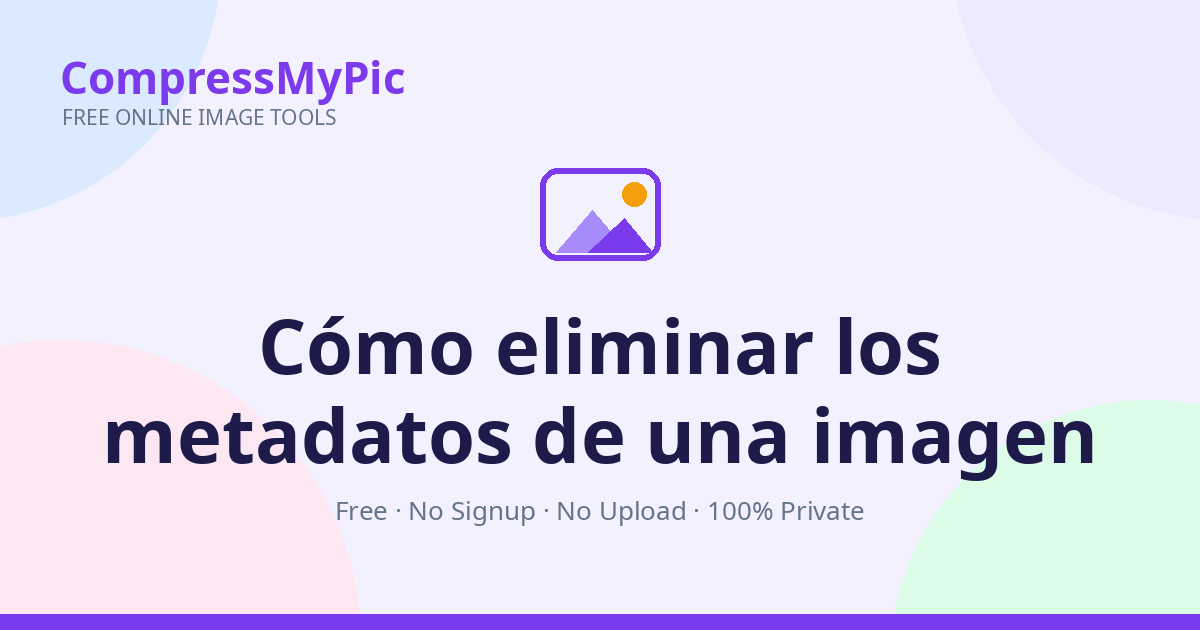 CompressMyPic
FREE ONLINE IMAGE TOOLS
Cómo eliminar los
metadatos de una imagen
Free · No Signup · No Upload · 100% Private